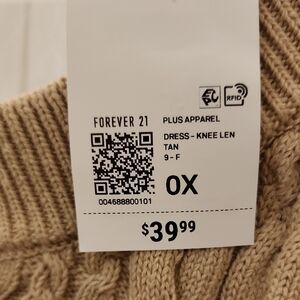 RFID
FOREVER 21
PLUS APPAREL
DRESS - KNEE LEN
TAN
9 - F
0X
004688800101
$39.99